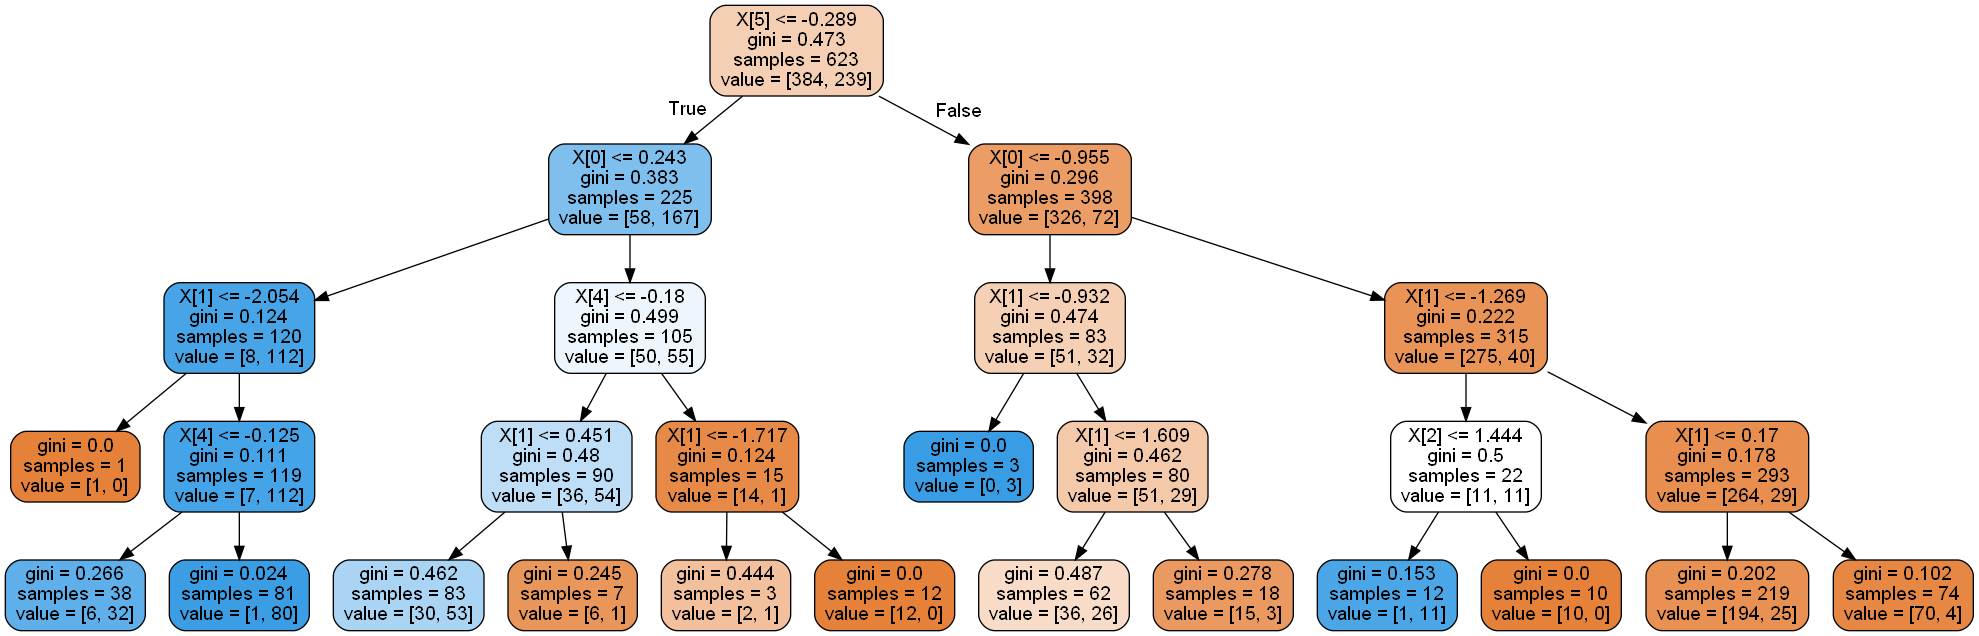 X[5] <= -0.289
gini = 0.473
samples = 623
value = [384, 239]
True
False
X[0] <= 0.243
gini = 0.383
samples = 225
value = [58, 167]
X[0] <= -0.955
gini = 0.296
samples = 398
value = [326, 72]
X[1] <= -2.054
gini = 0.124
samples = 120
value = [8, 112]
X[4] <= -0.18
gini = 0.499
samples = 105
value = [50, 55]
X[1] <= -0.932
gini = 0.474
samples = 83
value = [51, 32]
X[1] <= -1.269
gini = 0.222
samples = 315
value = [275, 40]
gini = 0.0
samples = 1
value = [1, 0]
X[4] <= -0.125
gini = 0.111
samples = 119
value = [7, 112]
X[1] <= 0.451
gini = 0.48
samples = 90
value = [36, 54]
X[1] <= -1.717
gini = 0.124
samples = 15
value = [14, 1]
gini = 0.0
samples = 3
value = [0, 3]
X[1] <= 1.609
gini = 0.462
samples = 80
value = [51, 29]
X[2] <= 1.444
gini = 0.5
samples = 22
value = [11, 11]
X[1] <= 0.17
gini = 0.178
samples = 293
value = [264, 29]
gini = 0.266
samples = 38
value = [6, 32]
gini = 0.024
samples = 81
value = [1, 80]
gini = 0.462
samples = 83
value = [30, 53]
gini = 0.245
samples = 7
value = [6, 1]
gini = 0.444
samples = 3
value = [2, 1]
gini = 0.0
samples = 12
value = [12, 0]
gini = 0.487
samples = 62
value = [36, 26]
gini = 0.278
samples = 18
value = [15, 3]
gini = 0.153
samples = 12
value = [1, 11]
gini = 0.0
samples = 10
value = [10, 0]
gini = 0.202
samples = 219
value = [194, 25]
gini = 0.102
samples = 74
value = [70, 4]